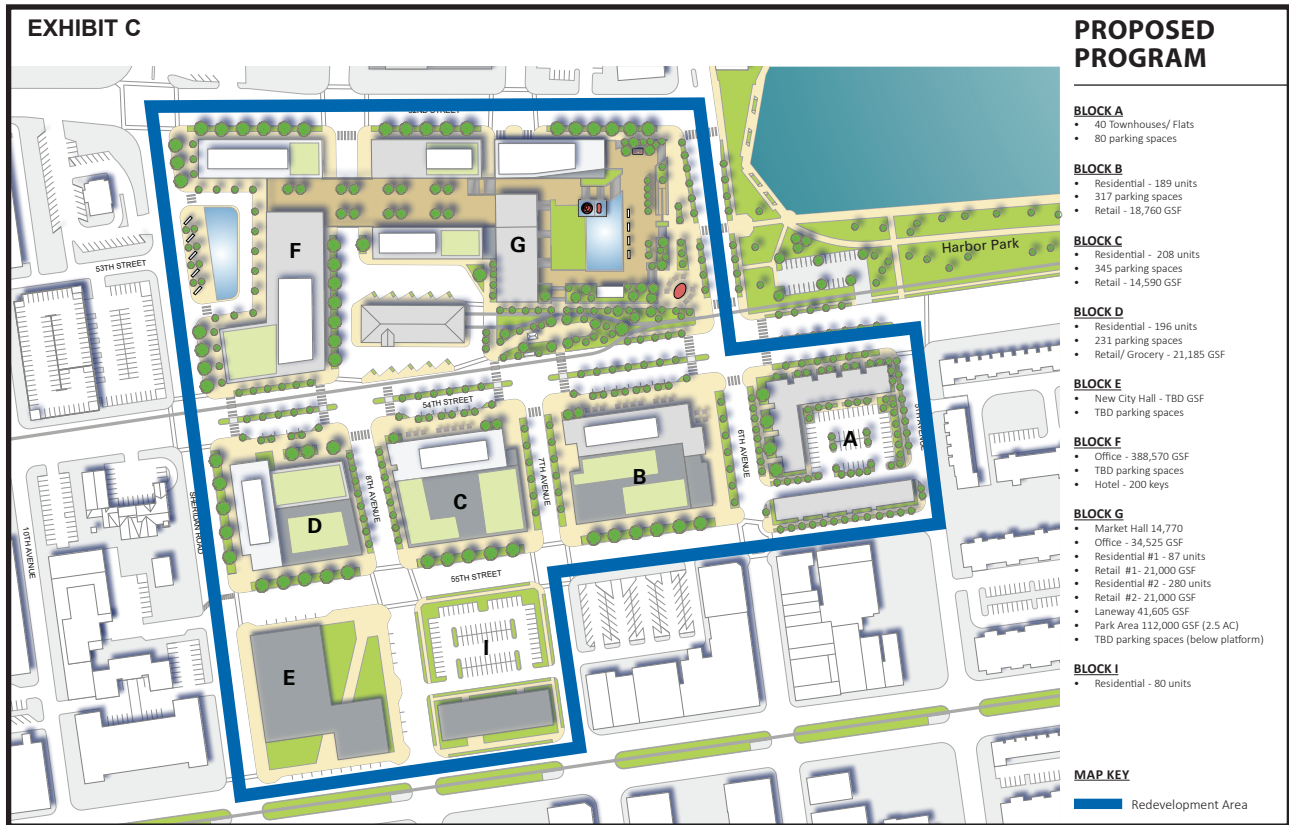 EXHIBIT C
PROPOSED
PROGRAM
BLOCK A
• 40 Townhouses/ Flats
• 80 parking spaces
BLOCK B
• Residential - 189 units
• 317 parking spaces
• Retail - 18,760 GSF
BLOCK C
• Residential - 208 units
• 345 parking spaces
• Retail - 14,590 GSF
BLOCK D
• Residential - 196 units
• 231 parking spaces
• Retail/ Grocery - 21,185 GSF
BLOCK E
• New City Hall - TBD GSF
• TBD parking spaces
BLOCK F
• Office - 388,570 GSF
• TBD parking spaces
• Hotel - 200 keys
BLOCK G
• Market Hall 14,770
• Office - 34,525 GSF
• Residential #1 - 87 units
• Retail #1- 21,000 GSF
• Residential #2 - 280 units
• Retail #2- 21,000 GSF
• Laneway 41,605 GSF
• Park Area 112,000 GSF (2.5 AC)
• TBD parking spaces (below platform)
BLOCK I
• Residential - 80 units
MAP KEY
Redevelopment Area
52ND STREET
Harbor Park
53TH STREET
F
G
54TH STREET
5TH AVENUE
6TH AVENUE
7TH AVENUE
8TH AVENUE
SHERIDAN ROAD
10TH AVENUE
A
B
C
D
55TH STREET
E
I